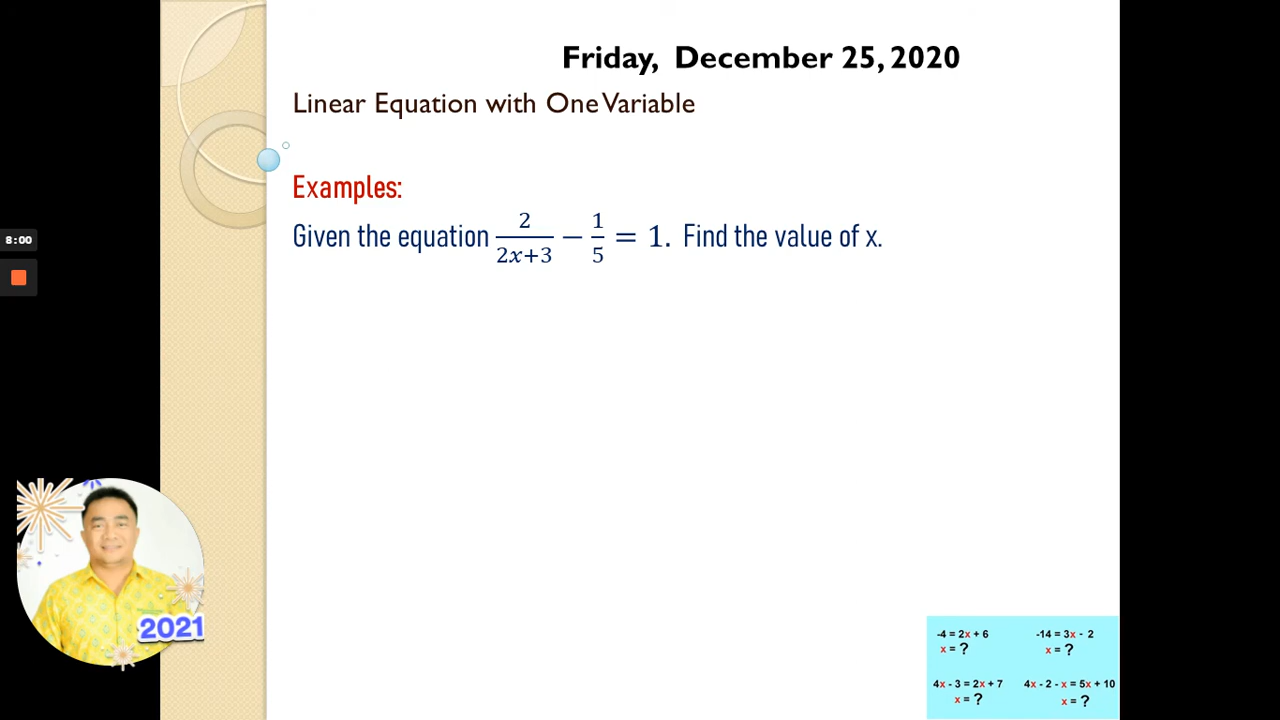 Friday, December 25, 2020
Linear Equation with One Variable
Examples:
Given the equation 2/(2x+3) − 1/5 = 1. Find the value of x.
8:00
2021
-4 = 2x + 6
x = ?
-14 = 3x - 2
x = ?
4x - 3 = 2x + 7
x = ?
4x - 2 - x = 5x + 10
x = ?